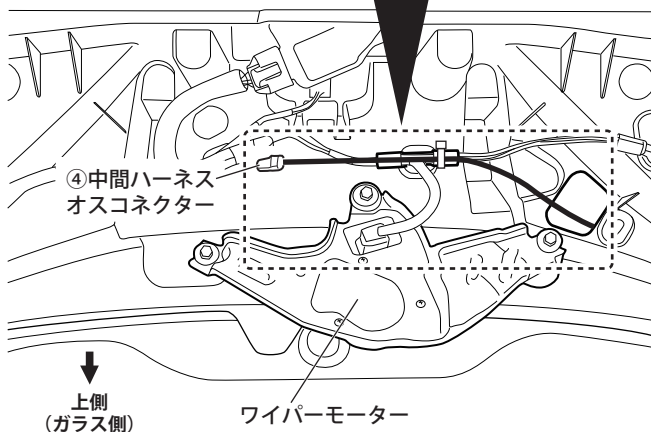 ④中間ハーネス
オスコネクター
上側
（ガラス側）
ワイパーモーター